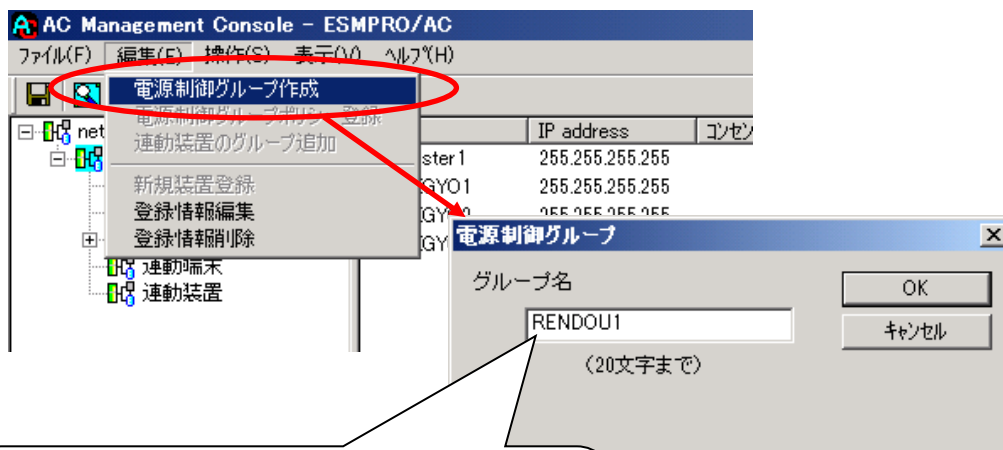 AC Management Console - ESMPRO/AC
ファイル(F) 編集(E) 操作(S) 表示(V) ヘルプ(H)
電源制御グループ作成
電源制御グループポリシー登録
連動装置のグループ追加
新規装置登録
登録情報編集
登録情報削除
net
連動端末
連動装置
IP address コンセン
ster1 255.255.255.255
GYO1 255.255.255.255
255.255.255.255
GY
電源制御グループ
グループ名
RENDOU1
(20文字まで)
OK
キャンセル